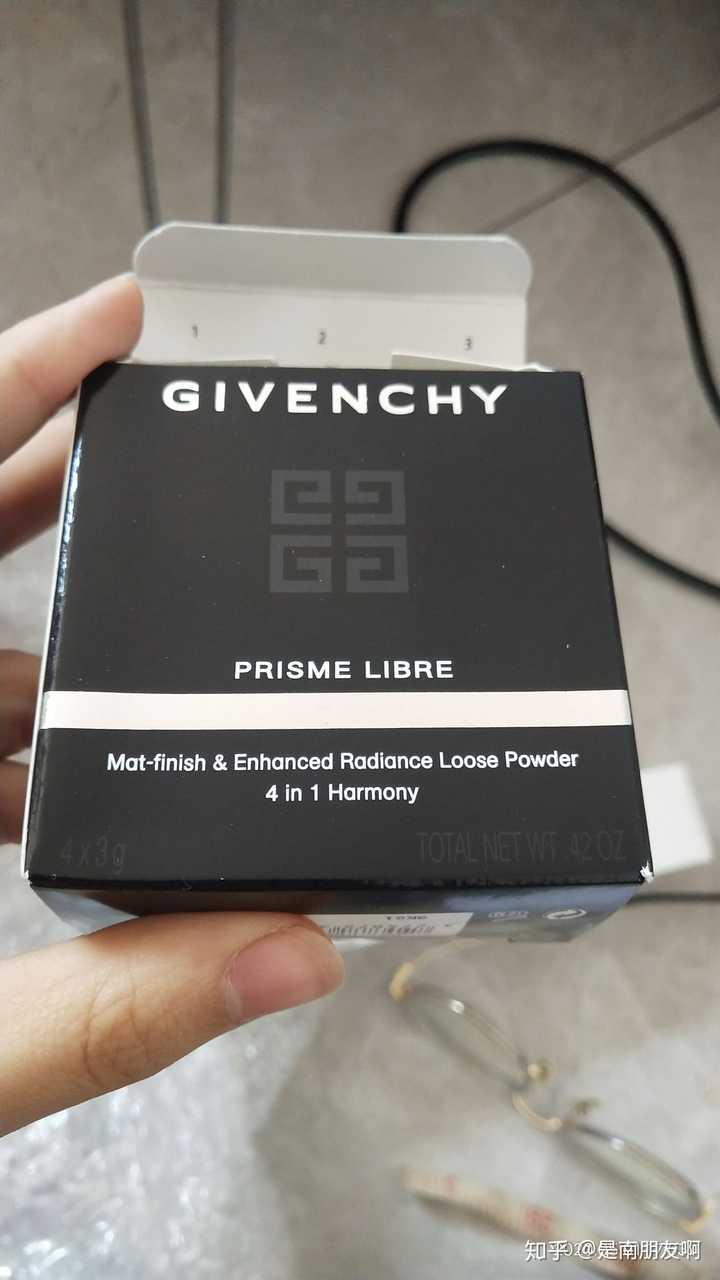 1 2 3
GIVENCHY
PRISME LIBRE
Mat-finish & Enhanced Radiance Loose Powder
4 in 1 Harmony
4 x 3g TOTAL NET WT .42 OZ
知乎 @是南朋友啊